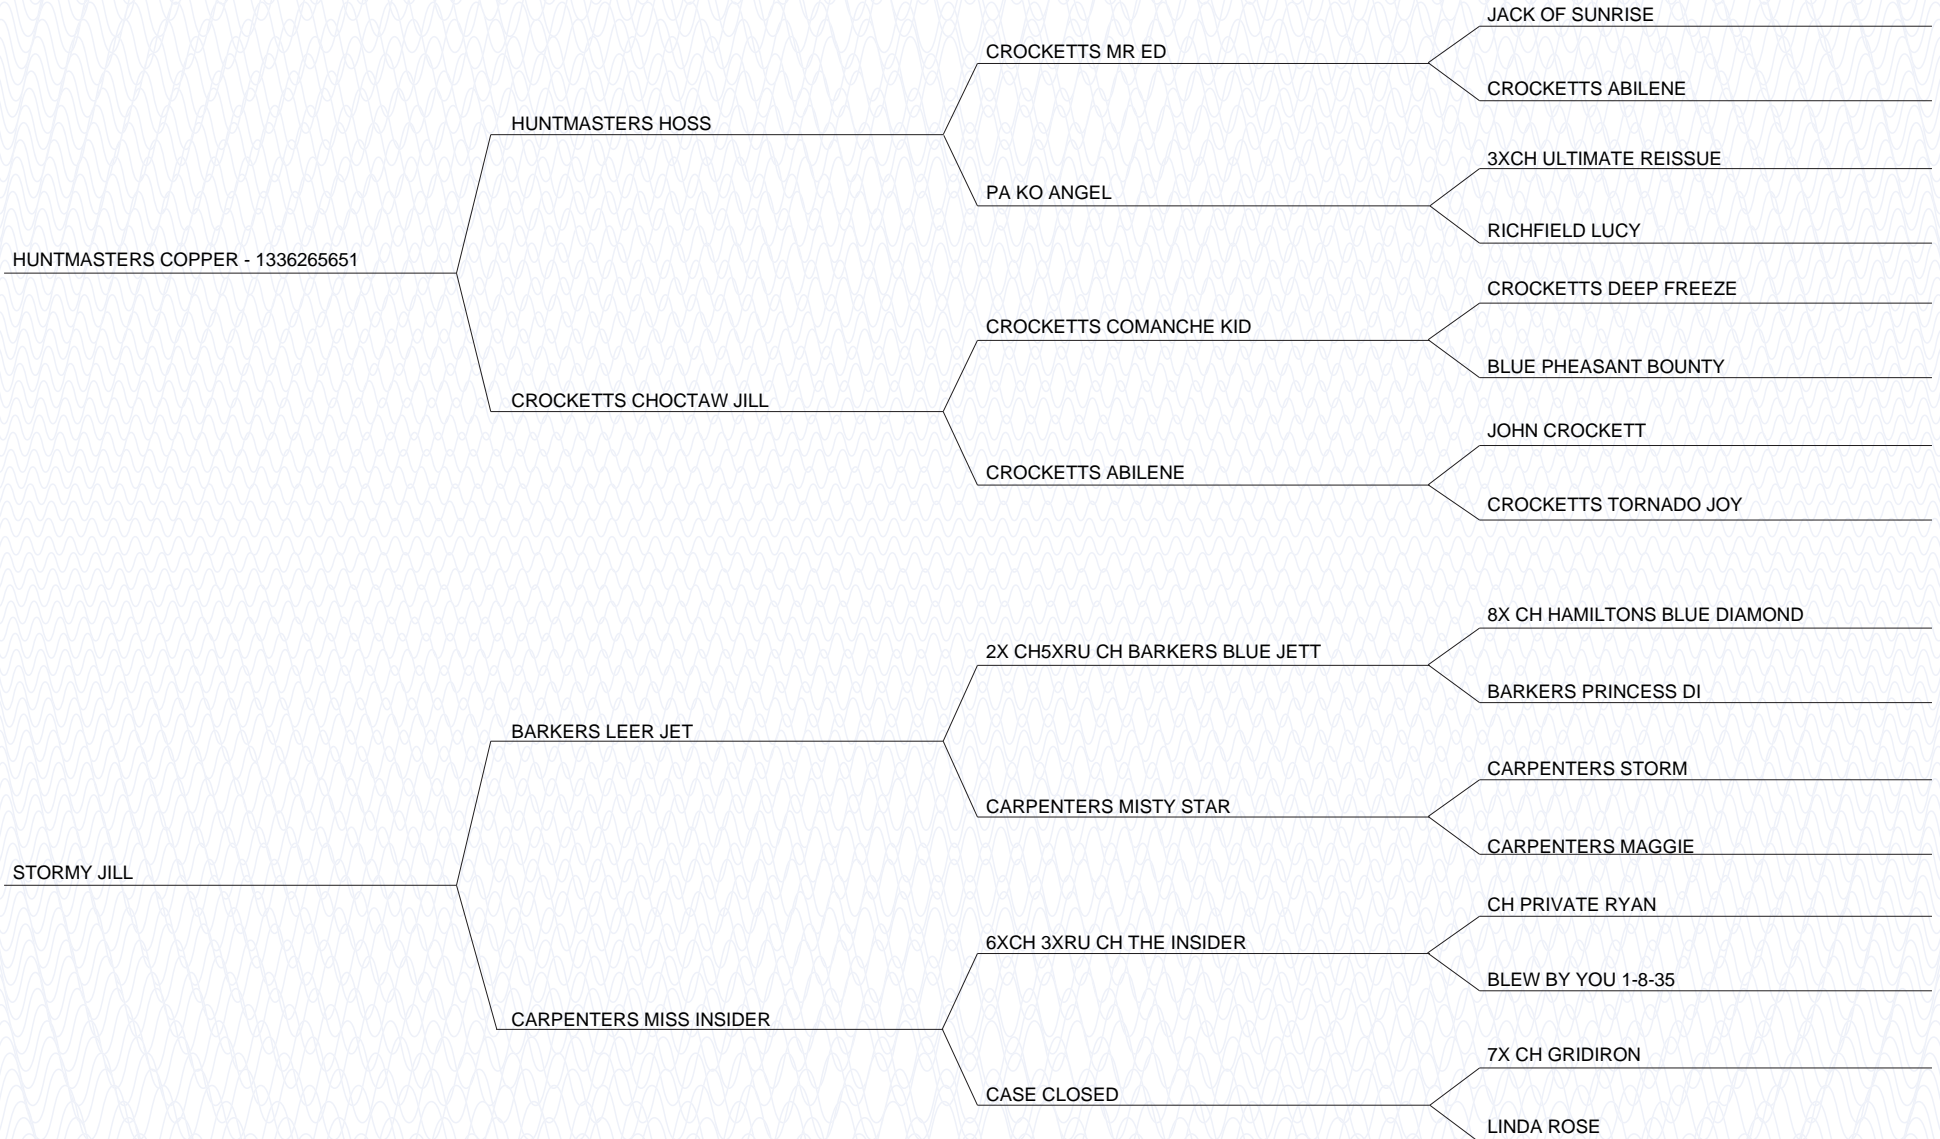 JACK OF SUNRISE
CROCKETTS MR ED
CROCKETTS ABILENE
HUNTMASTERS HOSS
3XCH ULTIMATE REISSUE
PA KO ANGEL
RICHFIELD LUCY
HUNTMASTERS COPPER - 1336265651
CROCKETTS DEEP FREEZE
CROCKETTS COMANCHE KID
BLUE PHEASANT BOUNTY
CROCKETTS CHOCTAW JILL
JOHN CROCKETT
CROCKETTS ABILENE
CROCKETTS TORNADO JOY
8X CH HAMILTONS BLUE DIAMOND
2X CH5XRU CH BARKERS BLUE JETT
BARKERS PRINCESS DI
BARKERS LEER JET
CARPENTERS STORM
CARPENTERS MISTY STAR
CARPENTERS MAGGIE
STORMY JILL
CH PRIVATE RYAN
6XCH 3XRU CH THE INSIDER
BLEW BY YOU 1-8-35
CARPENTERS MISS INSIDER
7X CH GRIDIRON
CASE CLOSED
LINDA ROSE